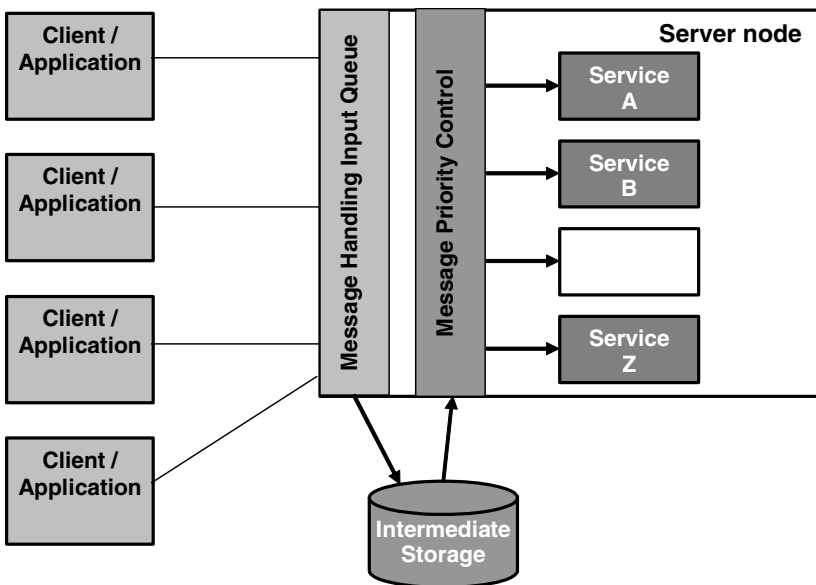 Client /
Application
Client /
Application
Client /
Application
Client /
Application
Message Handling Input Queue
Message Priority Control
Server node
Service
A
Service
B
Service
Z
Intermediate
Storage